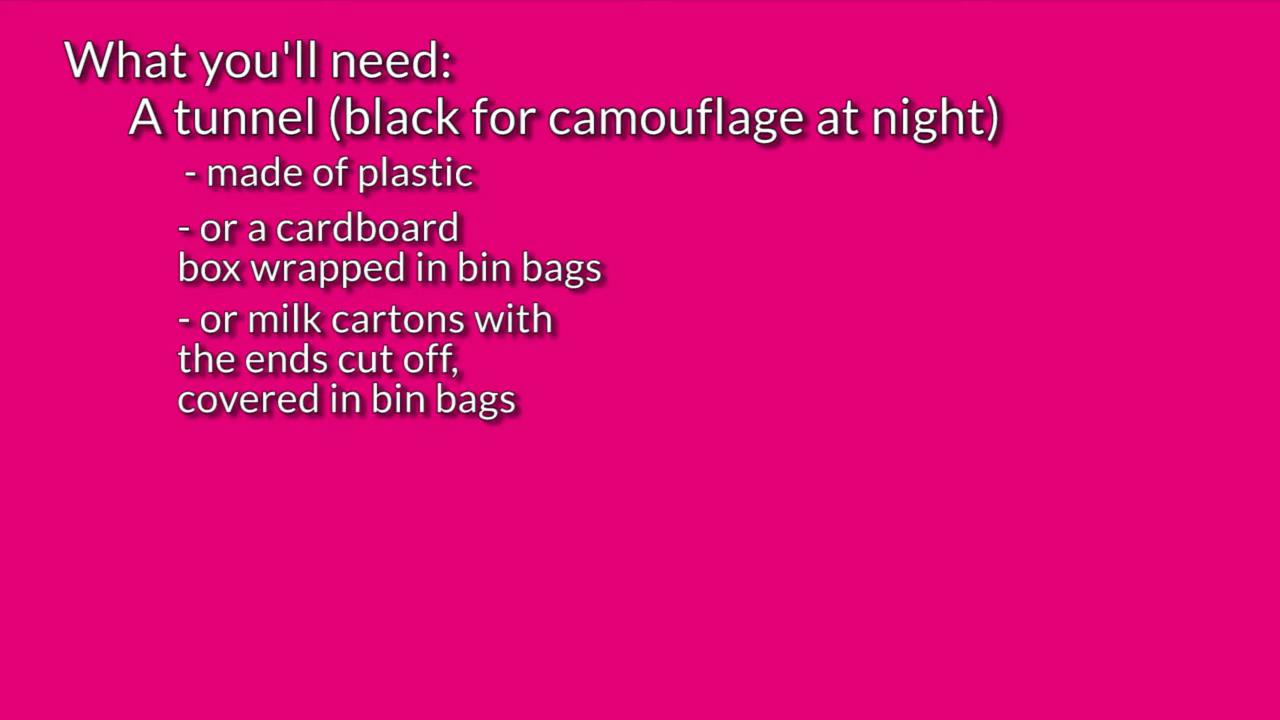 What you'll need:
A tunnel (black for camouflage at night)
- made of plastic
- or a cardboard
box wrapped in bin bags
- or milk cartons with
the ends cut off,
covered in bin bags